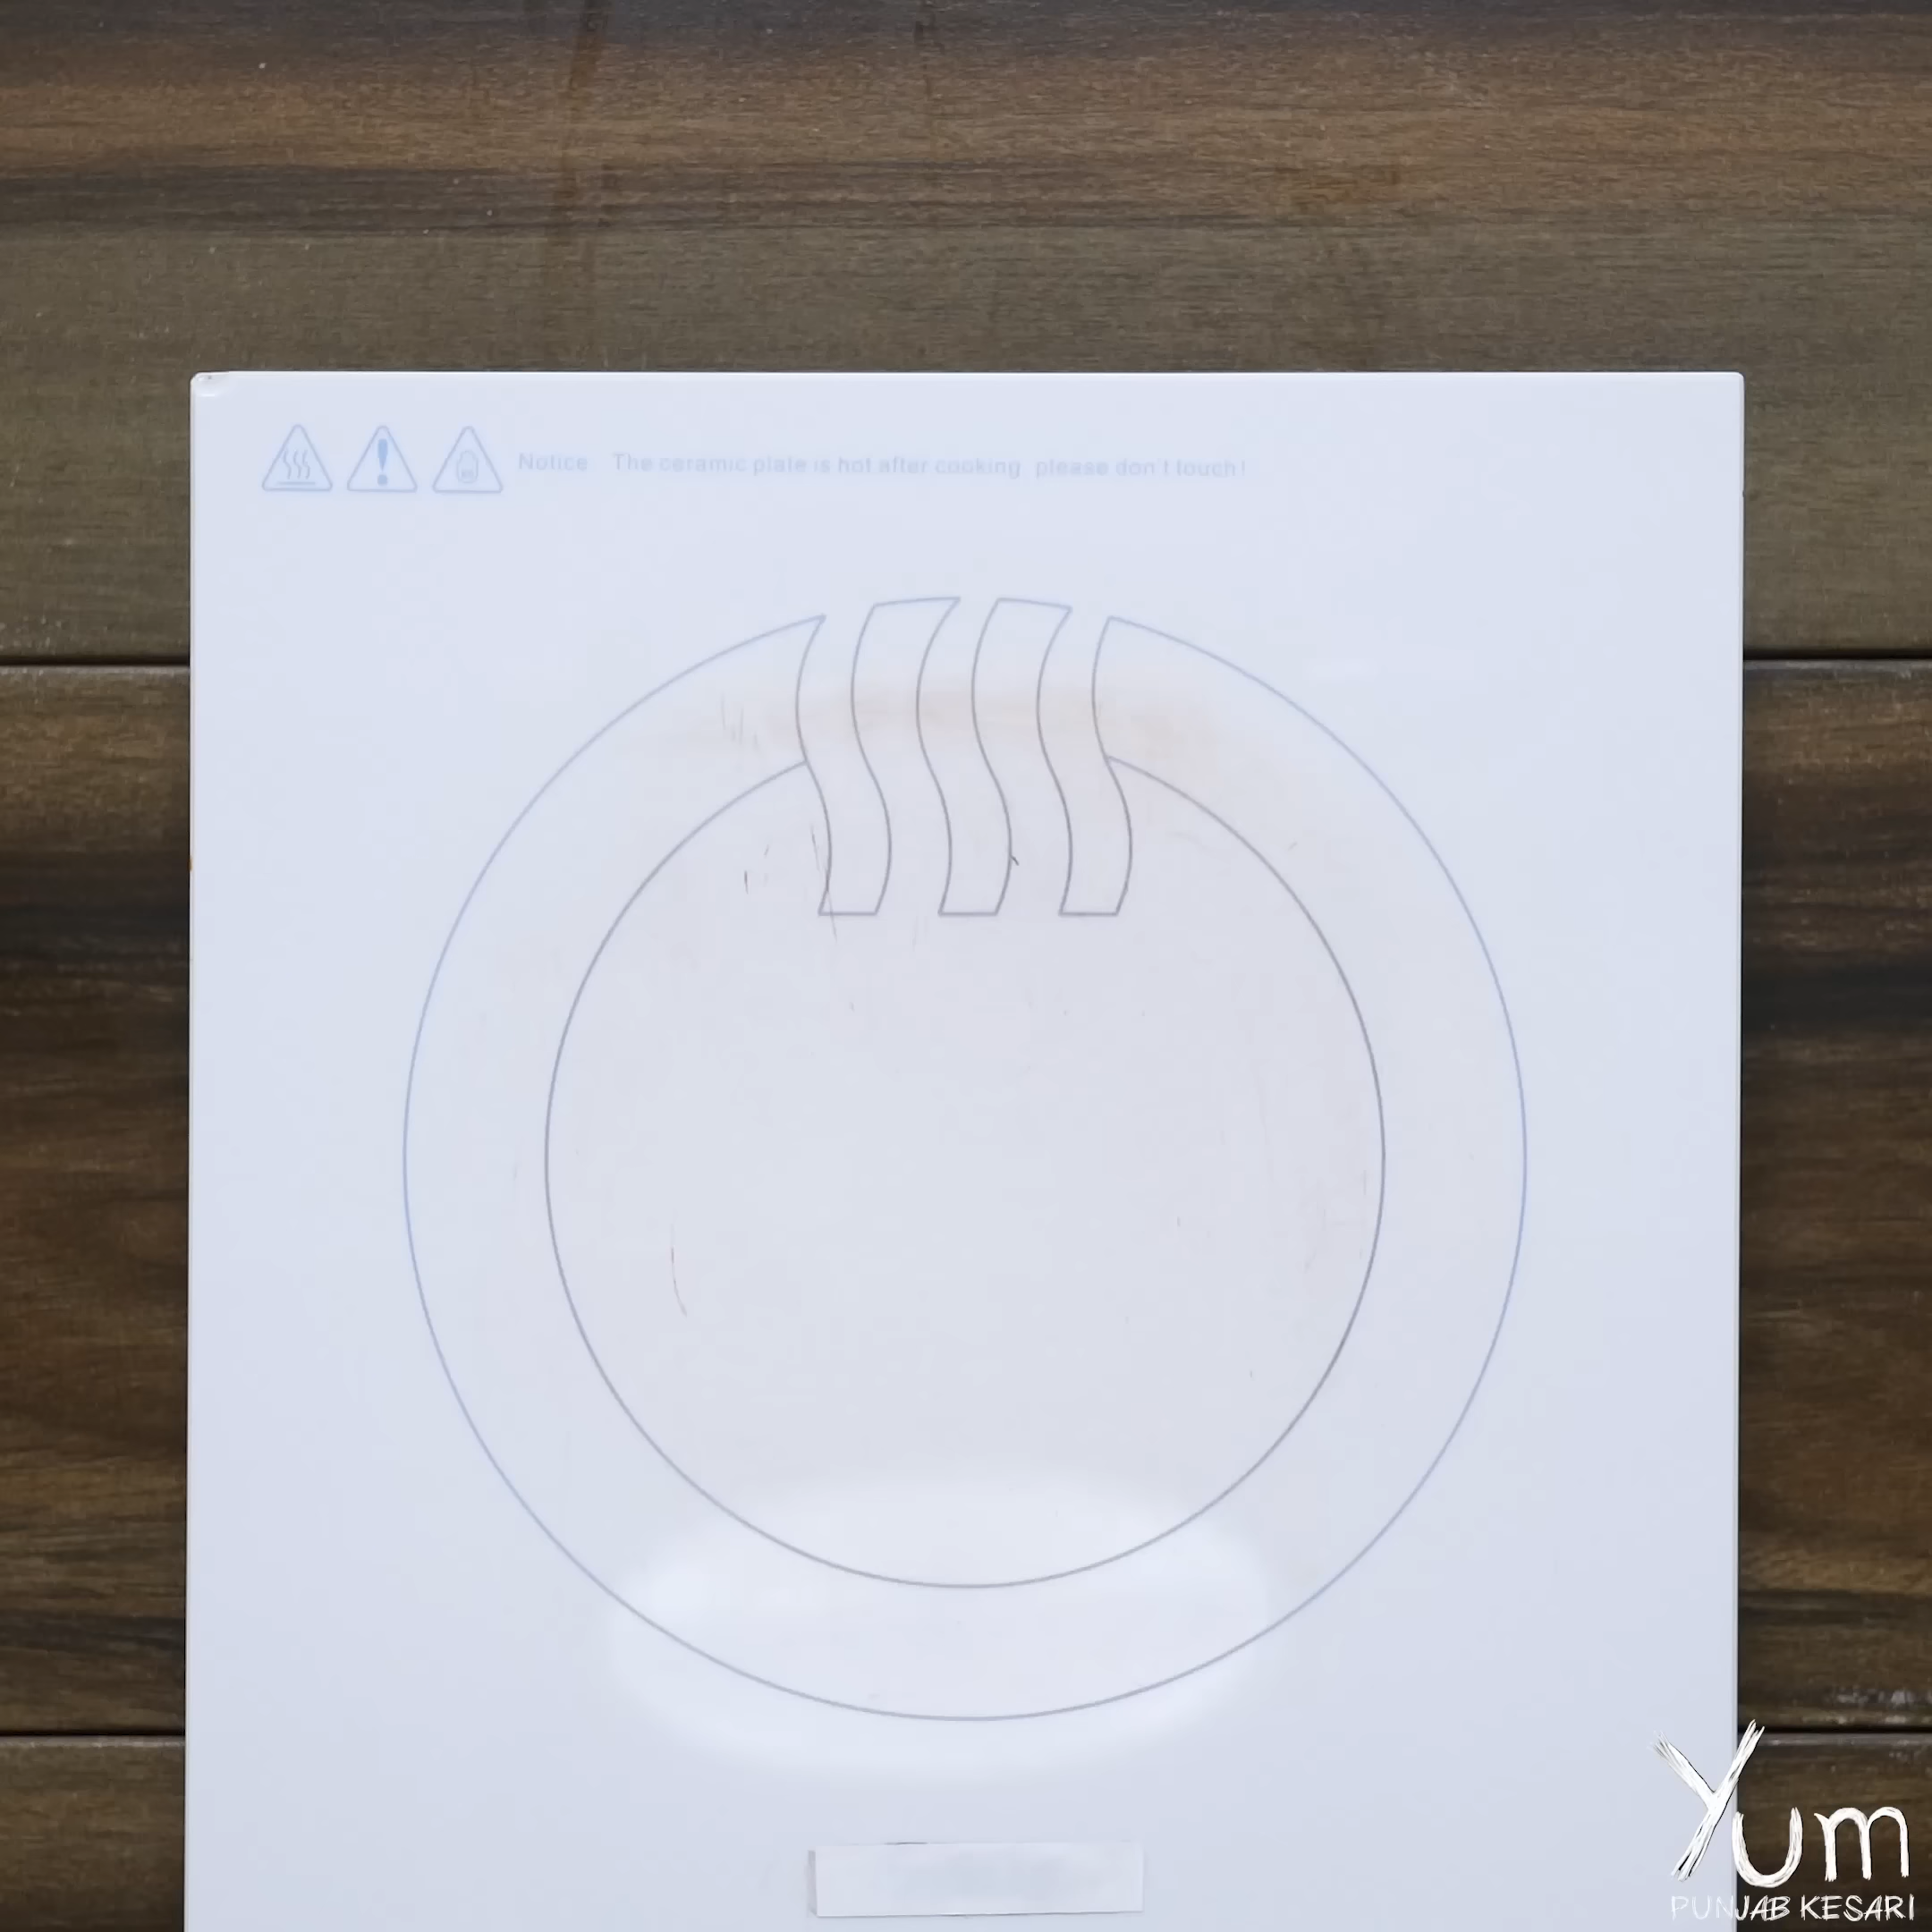 Notice: The ceramic plate is hot after cooking, please don't touch!
Yum
PUNJAB KESARI